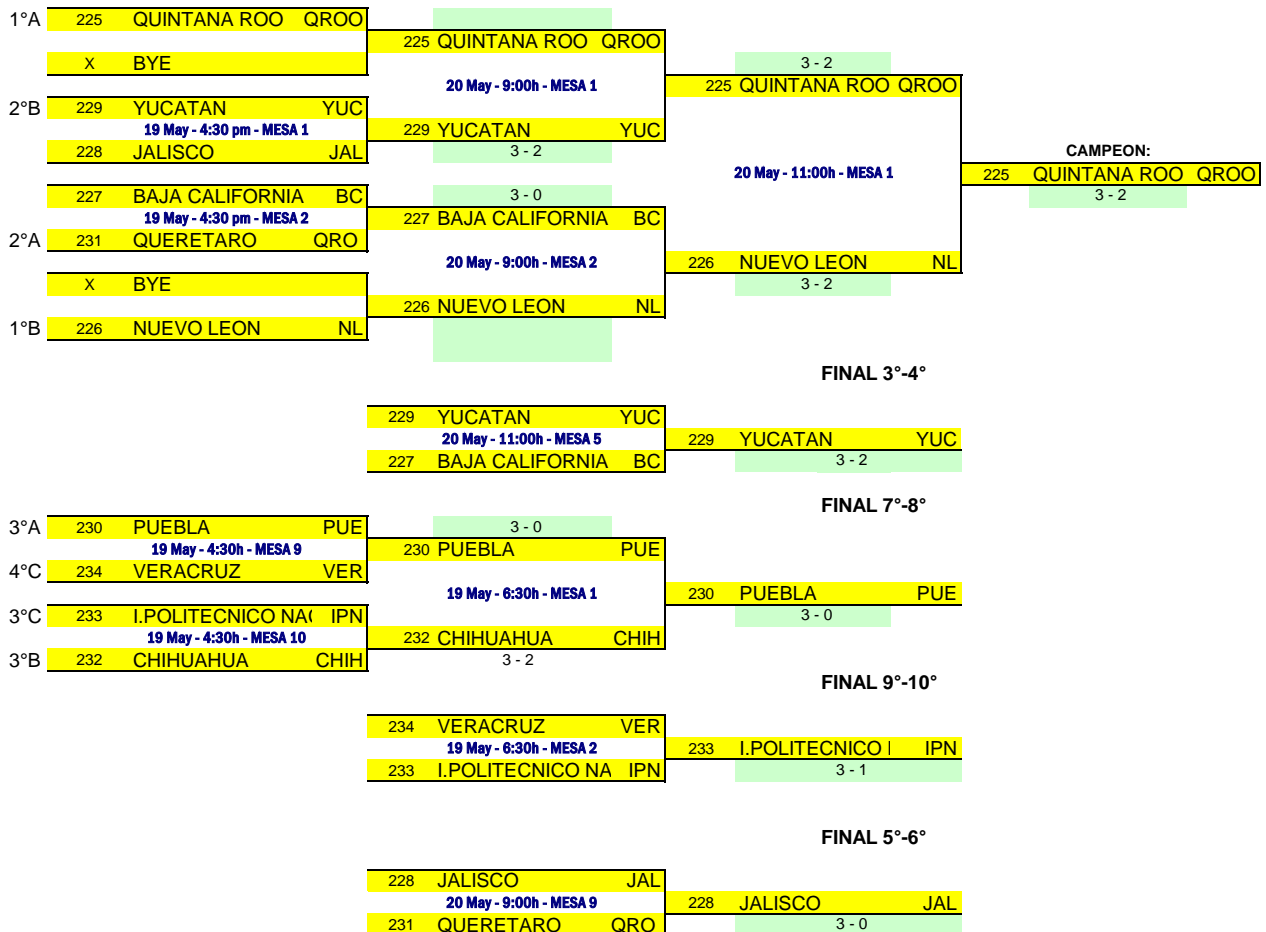 1°A 225 QUINTANA ROO QROO
225 QUINTANA ROO QROO
X BYE 3 - 2
20 May - 9:00h - MESA 1 225 QUINTANA ROO QROO
2°B 229 YUCATAN YUC
19 May - 4:30 pm - MESA 1 229 YUCATAN YUC
228 JALISCO JAL 3 - 2 CAMPEON:
20 May - 11:00h - MESA 1 225 QUINTANA ROO QROO
227 BAJA CALIFORNIA BC 3 - 0 3 - 2
19 May - 4:30 pm - MESA 2 227 BAJA CALIFORNIA BC
2°A 231 QUERETARO QRO
20 May - 9:00h - MESA 2 226 NUEVO LEON NL
X BYE 3 - 2
226 NUEVO LEON NL
1°B 226 NUEVO LEON NL
FINAL 3°-4°
229 YUCATAN YUC
20 May - 11:00h - MESA 5 229 YUCATAN YUC
227 BAJA CALIFORNIA BC 3 - 2
FINAL 7°-8°
3°A 230 PUEBLA PUE 3 - 0
19 May - 4:30h - MESA 9 230 PUEBLA PUE
4°C 234 VERACRUZ VER
19 May - 6:30h - MESA 1 230 PUEBLA PUE
3°C 233 I.POLITECNICO NA( IPN 3 - 0
19 May - 4:30h - MESA 10 232 CHIHUAHUA CHIH
3°B 232 CHIHUAHUA CHIH 3 - 2
FINAL 9°-10°
234 VERACRUZ VER
19 May - 6:30h - MESA 2 233 I.POLITECNICO IPN
233 I.POLITECNICO NA IPN 3 - 1
FINAL 5°-6°
228 JALISCO JAL
20 May - 9:00h - MESA 9 228 JALISCO JAL
231 QUERETARO QRO 3 - 0